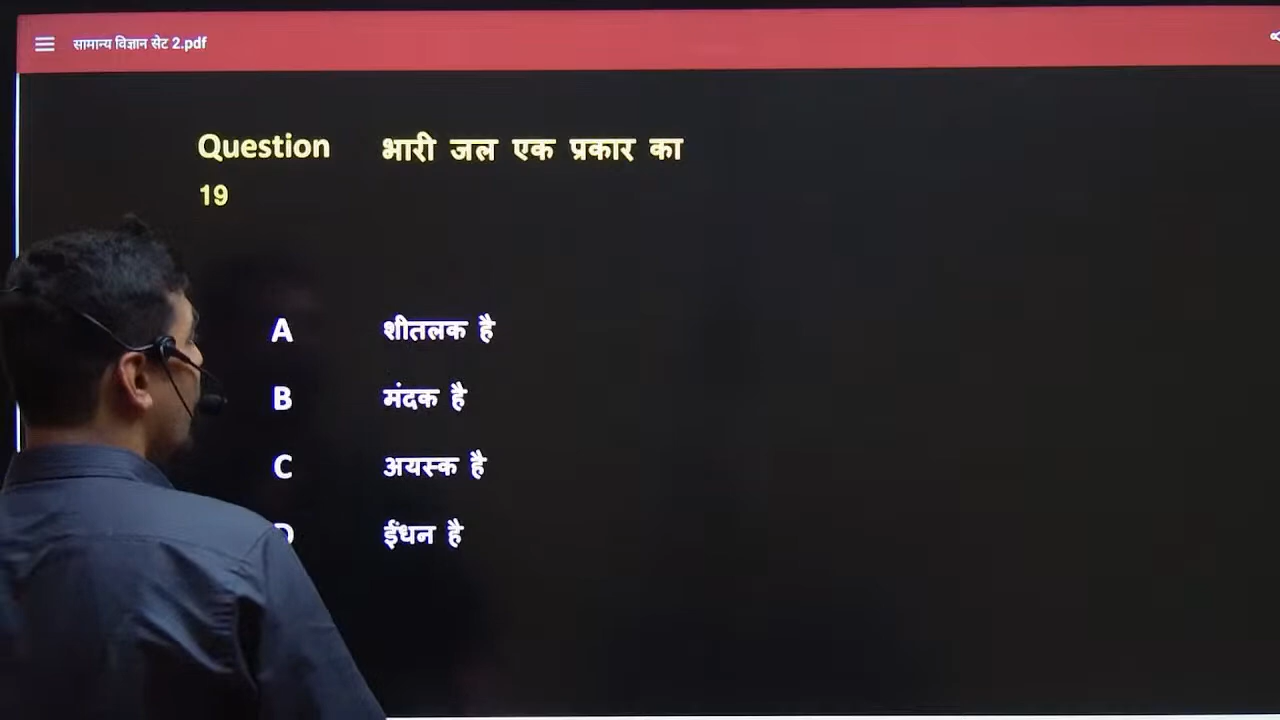 सामान्य विज्ञान सेट 2.pdf
Question भारी जल एक प्रकार का
19
A शीतलक है
B मंदक है
C अयस्क है
D ईंधन है